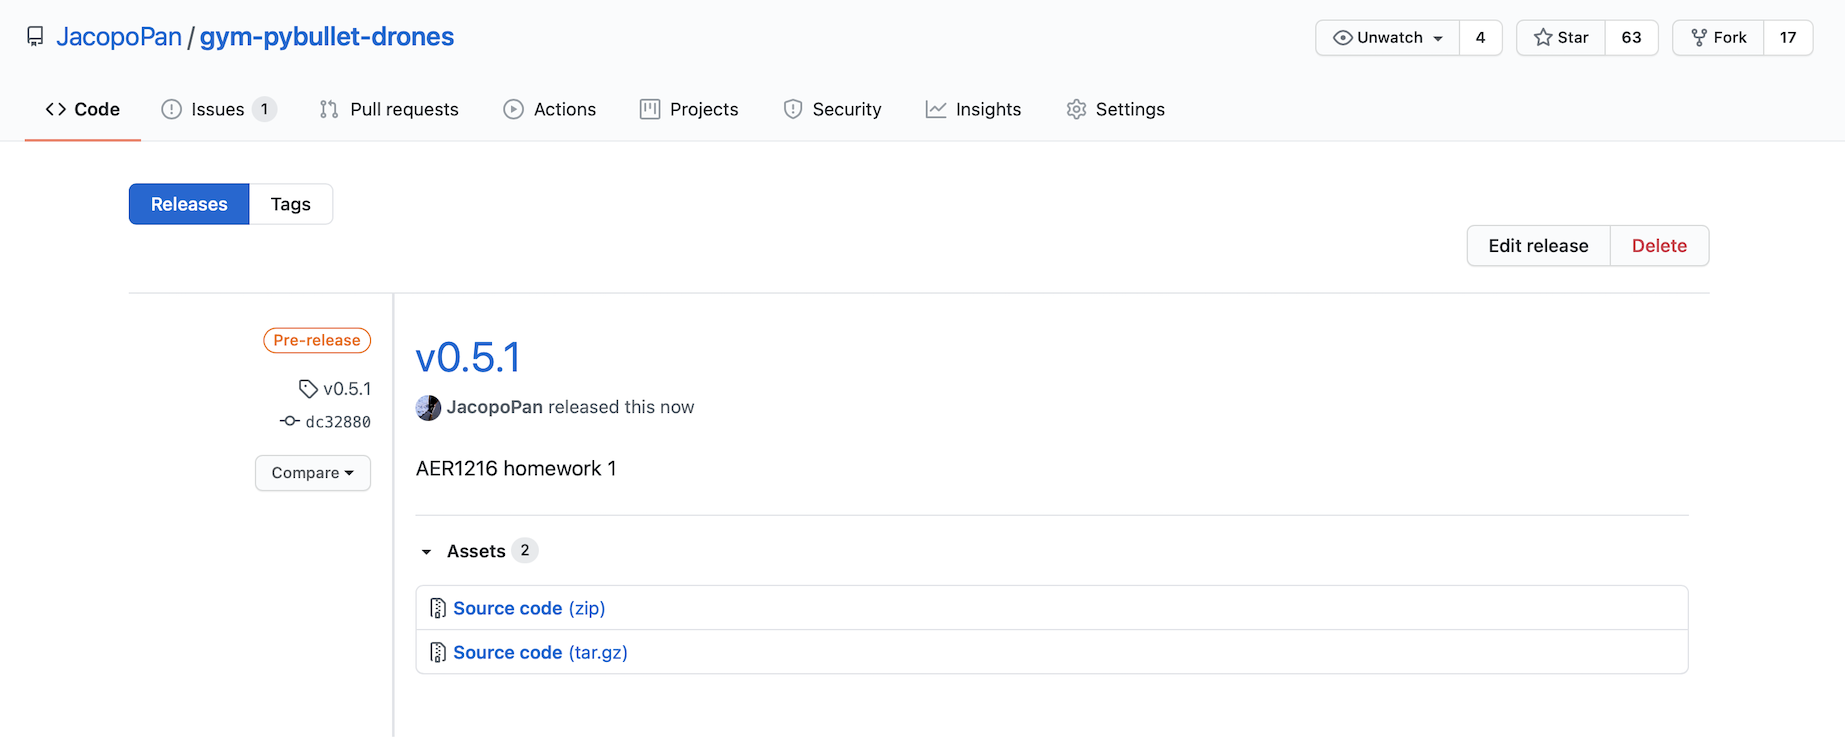 JacopoPan / gym-pybullet-drones
Unwatch 4 Star 63 Fork 17
Code Issues 1 Pull requests Actions Projects Security Insights Settings
Releases Tags
Edit release Delete
Pre-release
v0.5.1
dc32880
Compare
v0.5.1
JacopoPan released this now
AER1216 homework 1
Assets 2
Source code (zip)
Source code (tar.gz)